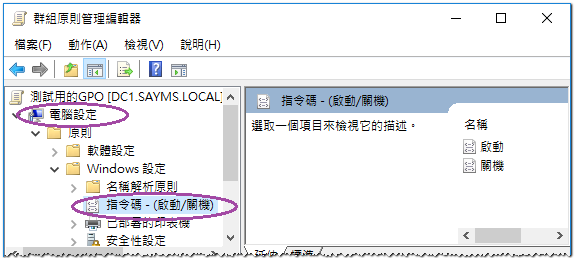 群組原則管理編輯器
檔案(F) 動作(A) 檢視(V) 說明(H)
測試用的GPO [DC1.SAYMS.LOCAL]
電腦設定
原則
軟體設定
Windows 設定
名稱解析原則
指令碼 - (啟動/關機)
已部署的印表機
安全性設定
指令碼 - (啟動/關機)
選取一個項目來檢視它的描述。
名稱
啟動
關機
延伸 標準